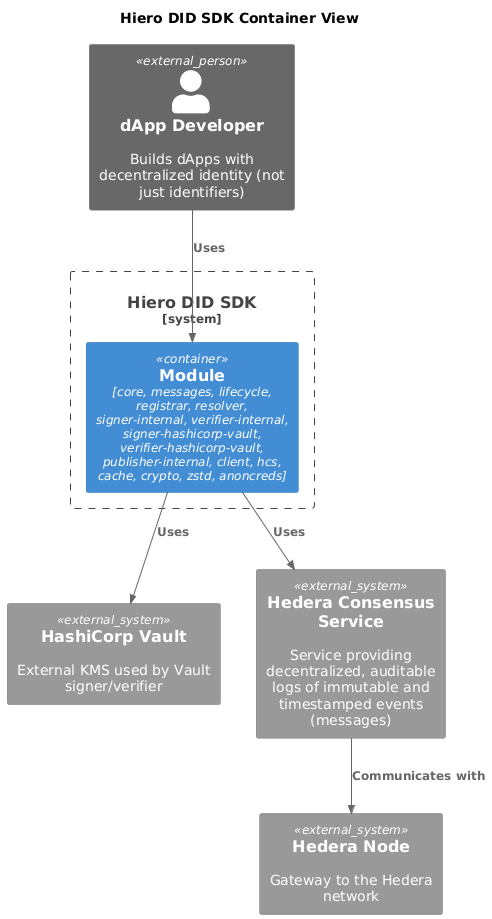 Hiero DID SDK Container View
«external_person»
dApp Developer
Builds dApps with
decentralized identity (not
just identifiers)
Uses
Hiero DID SDK
[system]
«container»
Module
[core, messages, lifecycle,
registrar, resolver,
signer-internal, verifier-internal,
signer-hashicorp-vault,
verifier-hashicorp-vault,
publisher-internal, client, hcs,
cache, crypto, zstd, anoncreds]
Uses
Uses
«external_system»
HashiCorp Vault
External KMS used by Vault
signer/verifier
«external_system»
Hedera Consensus
Service
Service providing
decentralized, auditable
logs of immutable and
timestamped events
(messages)
Communicates with
«external_system»
Hedera Node
Gateway to the Hedera
network